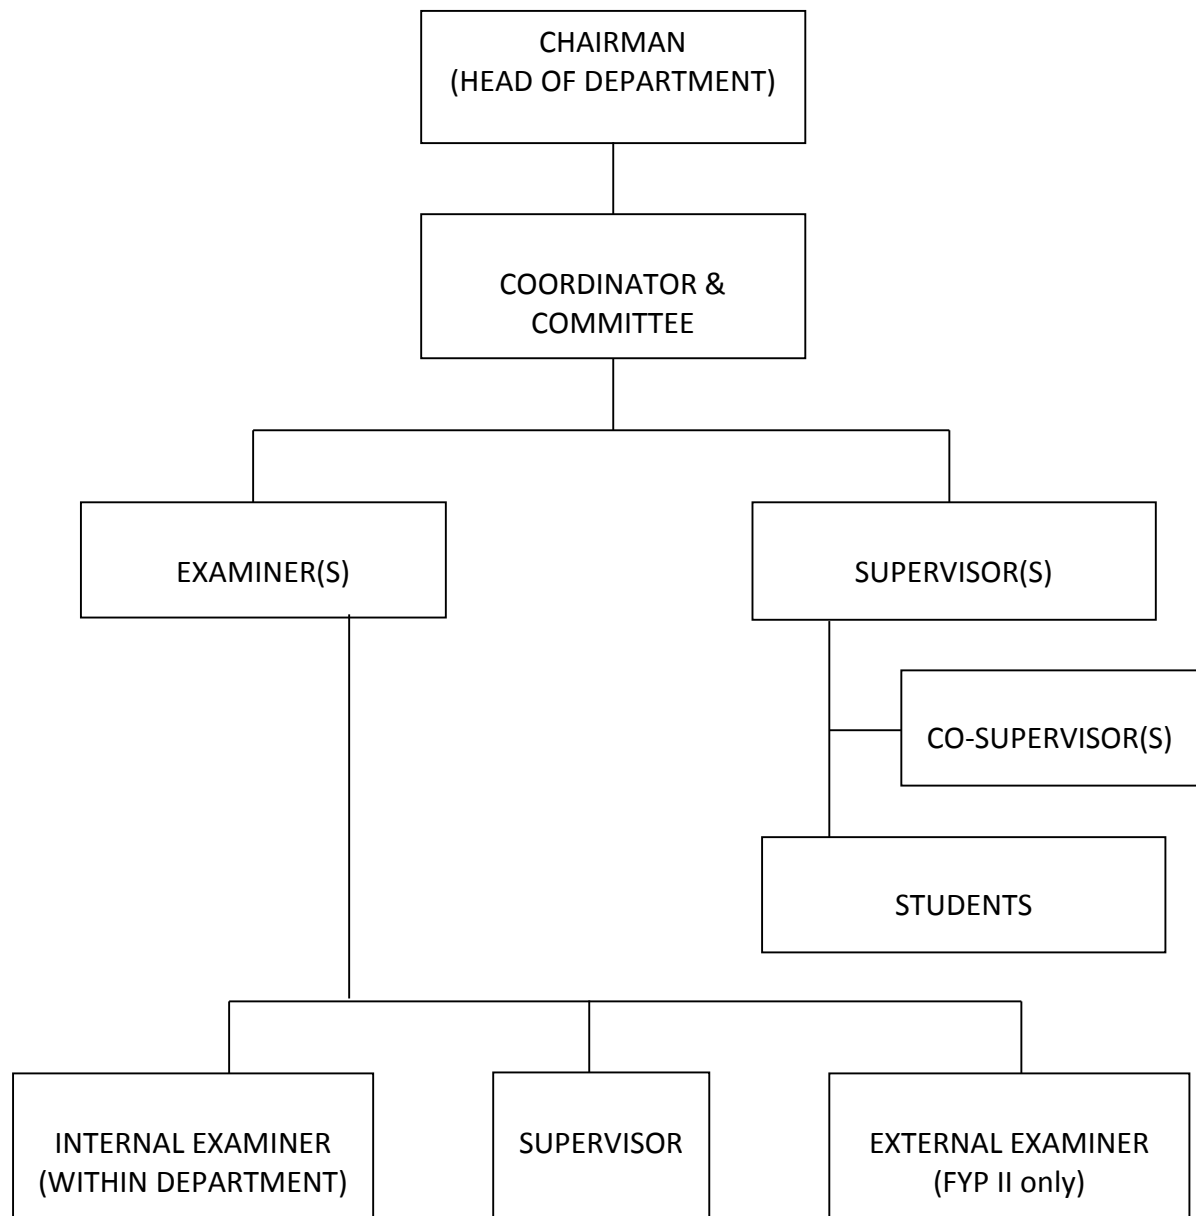 CHAIRMAN
(HEAD OF DEPARTMENT)
COORDINATOR &
COMMITTEE
EXAMINER(S)
SUPERVISOR(S)
CO-SUPERVISOR(S)
STUDENTS
INTERNAL EXAMINER
(WITHIN DEPARTMENT)
SUPERVISOR
EXTERNAL EXAMINER
(FYP II only)